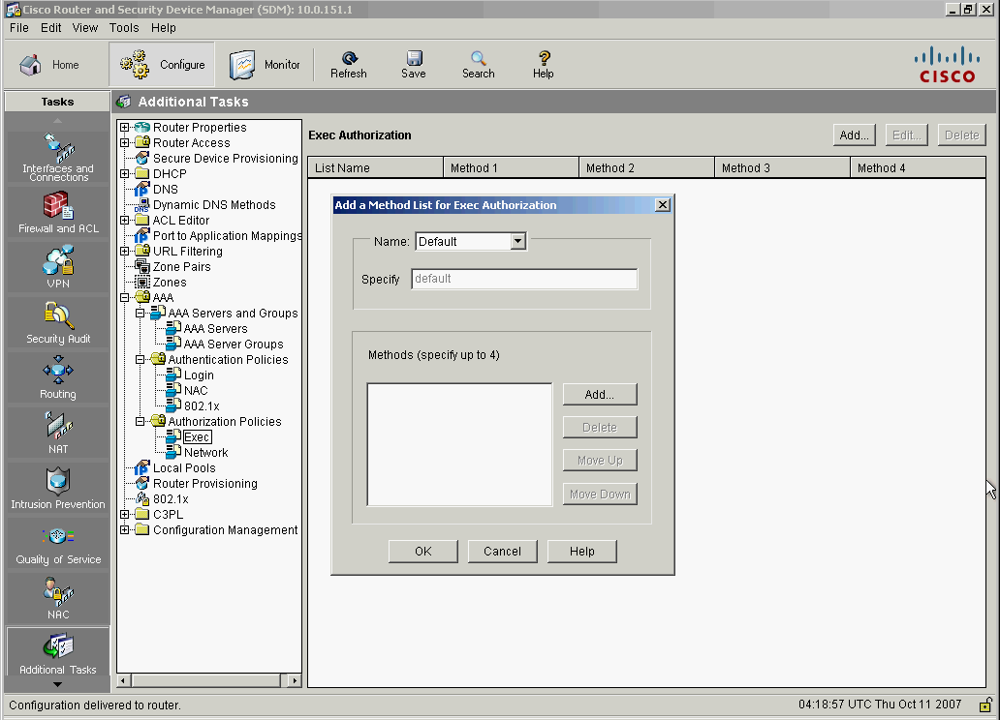 Cisco Router and Security Device Manager (SDM): 10.0.151.1
File Edit View Tools Help
Home Configure Monitor Refresh Save Search Help
CISCO
Tasks
Additional Tasks
Interfaces and
Connections
Firewall and ACL
VPN
Security Audit
Routing
NAT
Intrusion Prevention
Quality of Service
NAC
Additional Tasks
Router Properties
Router Access
Secure Device Provisioning
DHCP
DNS
Dynamic DNS Methods
ACL Editor
Port to Application Mappings
URL Filtering
Zone Pairs
Zones
AAA
AAA Servers and Groups
AAA Servers
AAA Server Groups
Authentication Policies
Login
NAC
802.1x
Authorization Policies
Exec
Network
Local Pools
Router Provisioning
802.1x
C3PL
Configuration Management
Exec Authorization
Add... Edit... Delete
List Name Method 1 Method 2 Method 3 Method 4
Add a Method List for Exec Authorization
Name: Default
Specify default
Methods (specify up to 4)
Add...
Delete
Move Up
Move Down
OK Cancel Help
Configuration delivered to router.
04:18:57 UTC Thu Oct 11 2007